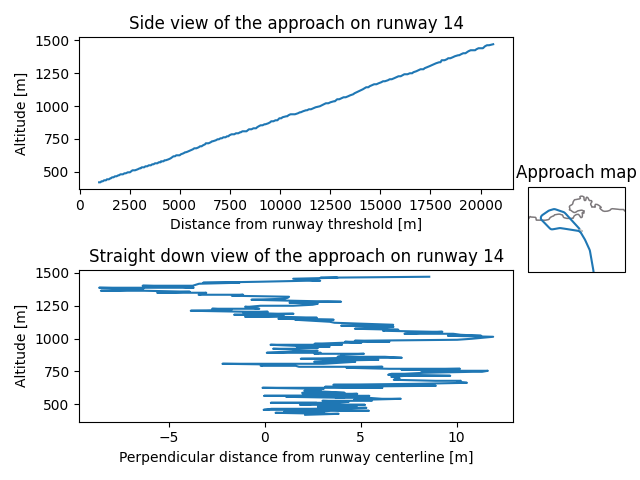 Side view of the approach on runway 14
1500
1250
1000
750
500
Altitude [m]
0 2500 5000 7500 10000 12500 15000 17500 20000
Distance from runway threshold [m]
Approach map
Straight down view of the approach on runway 14
1500
1250
1000
750
500
Altitude [m]
−5 0 5 10
Perpendicular distance from runway centerline [m]